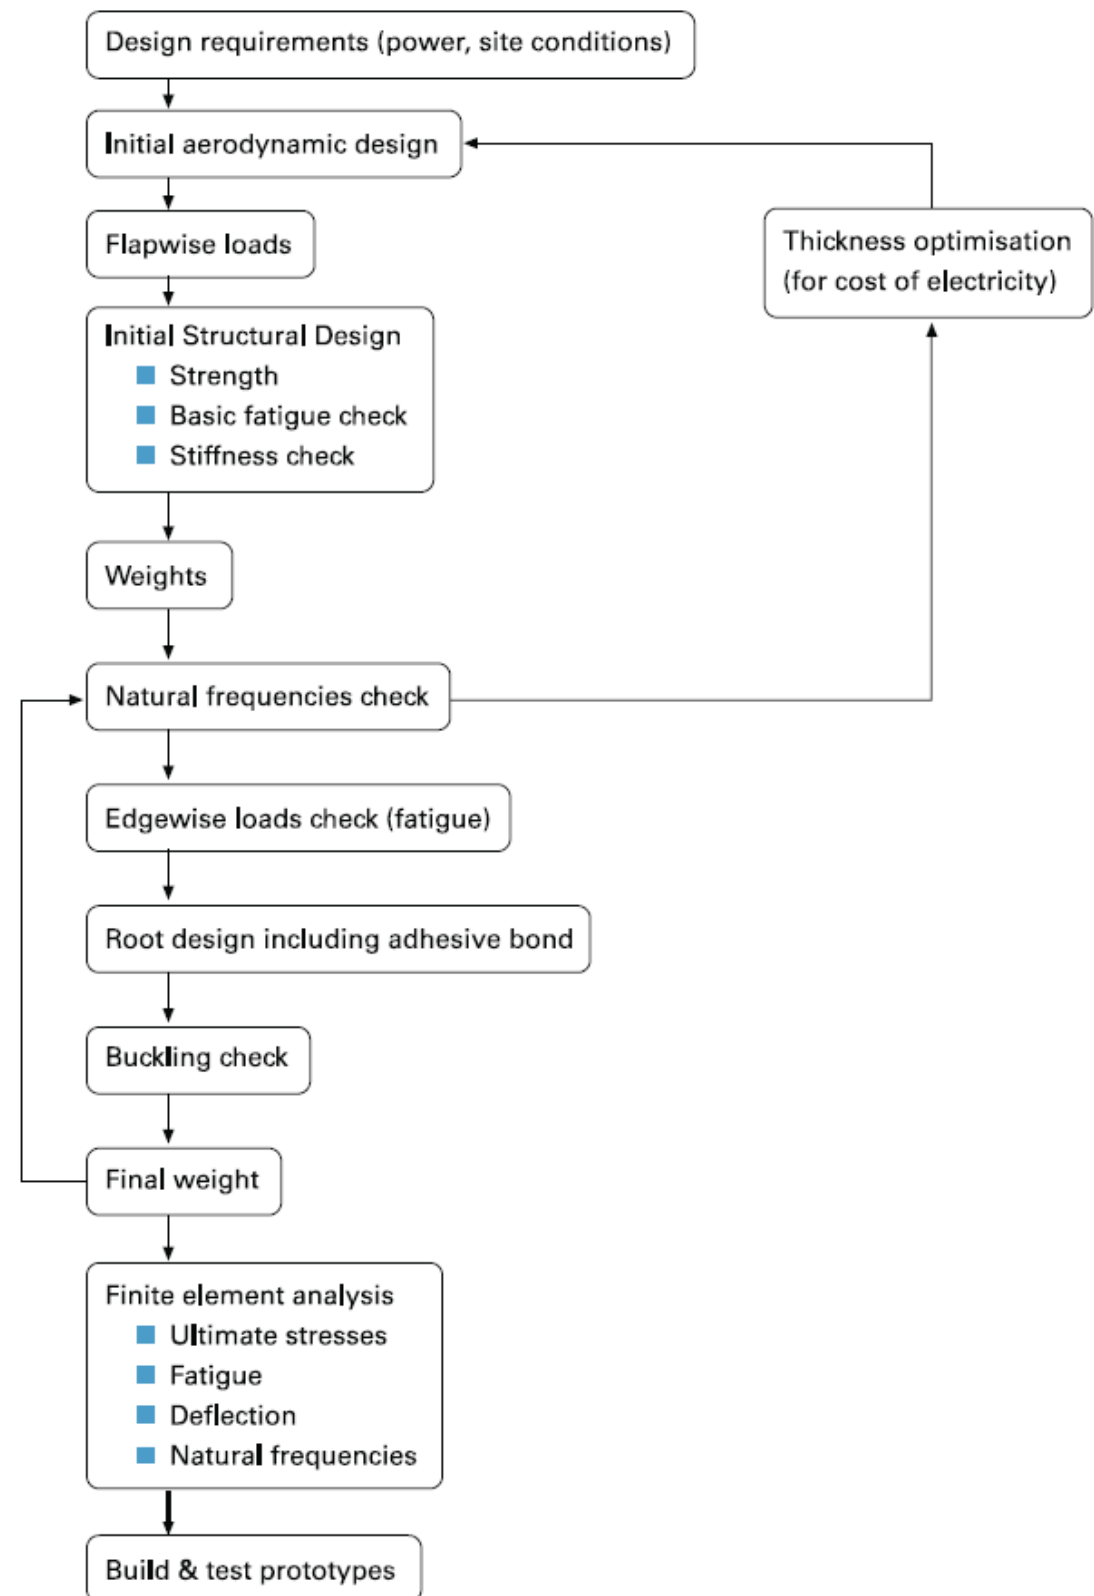 Design requirements (power, site conditions)
Initial aerodynamic design
Flapwise loads
Thickness optimisation
(for cost of electricity)
Initial Structural Design
Strength
Basic fatigue check
Stiffness check
Weights
Natural frequencies check
Edgewise loads check (fatigue)
Root design including adhesive bond
Buckling check
Final weight
Finite element analysis
Ultimate stresses
Fatigue
Deflection
Natural frequencies
Build & test prototypes